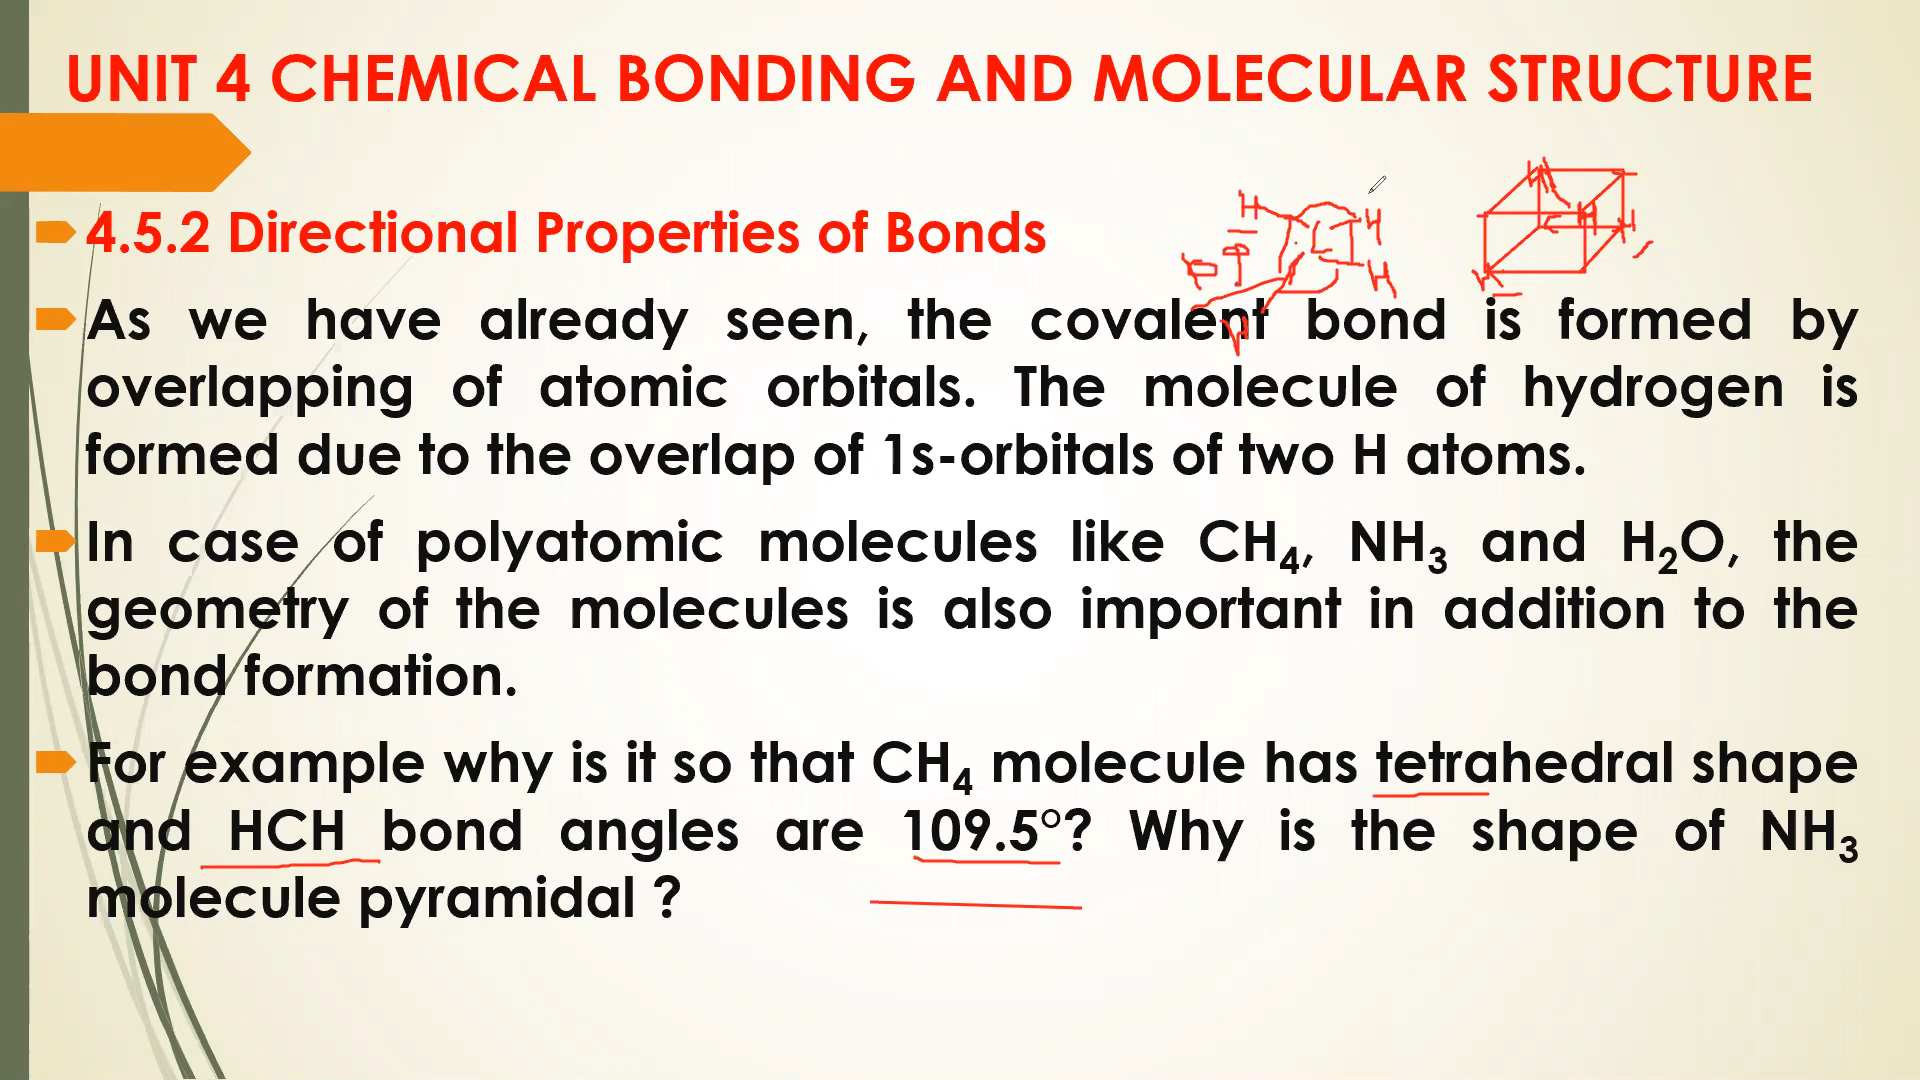 UNIT 4 CHEMICAL BONDING AND MOLECULAR STRUCTURE
4.5.2 Directional Properties of Bonds
H H
H
H
H H
As we have already seen, the covalent bond is formed by
overlapping of atomic orbitals. The molecule of hydrogen is
formed due to the overlap of 1s-orbitals of two H atoms.
In case of polyatomic molecules like CH₄, NH₃ and H₂O, the
geometry of the molecules is also important in addition to the
bond formation.
For example why is it so that CH₄ molecule has tetrahedral shape
and HCH bond angles are 109.5°? Why is the shape of NH₃
molecule pyramidal ?